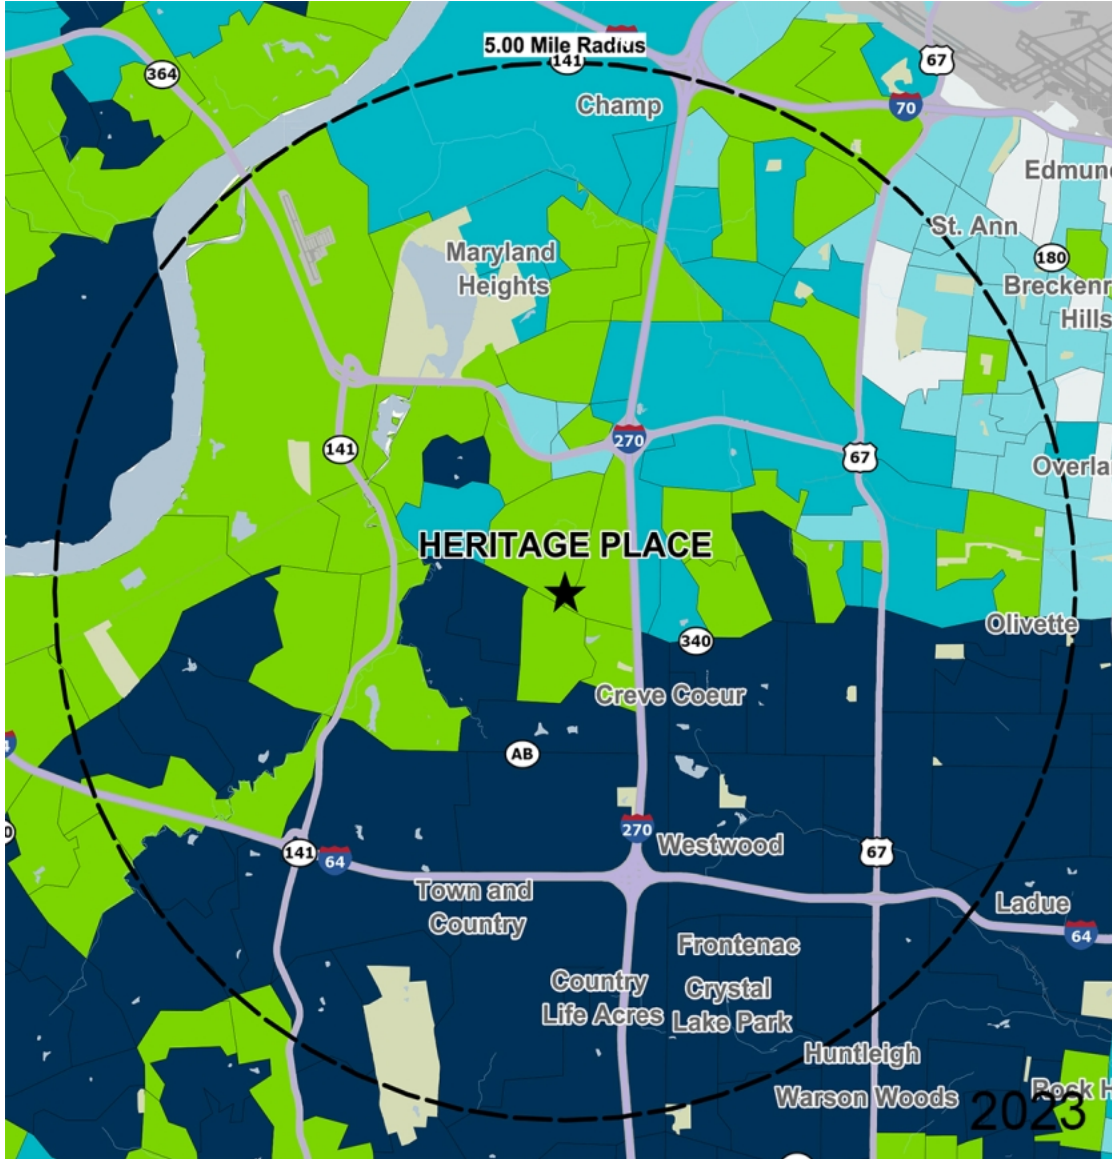 5.00 Mile Radius
141
67
364
Champ
70
Edmun
St. Ann
Maryland
Heights
180
Breckenr
Hills
270
141
67
Overla
HERITAGE PLACE
340
Olivette
Creve Coeur
AB
270
Westwood
67
141
64
Town and
Country
Ladue
64
Frontenac
Country
Life Acres
Crystal
Lake Park
Huntleigh
Warson Woods
Rock H
2023